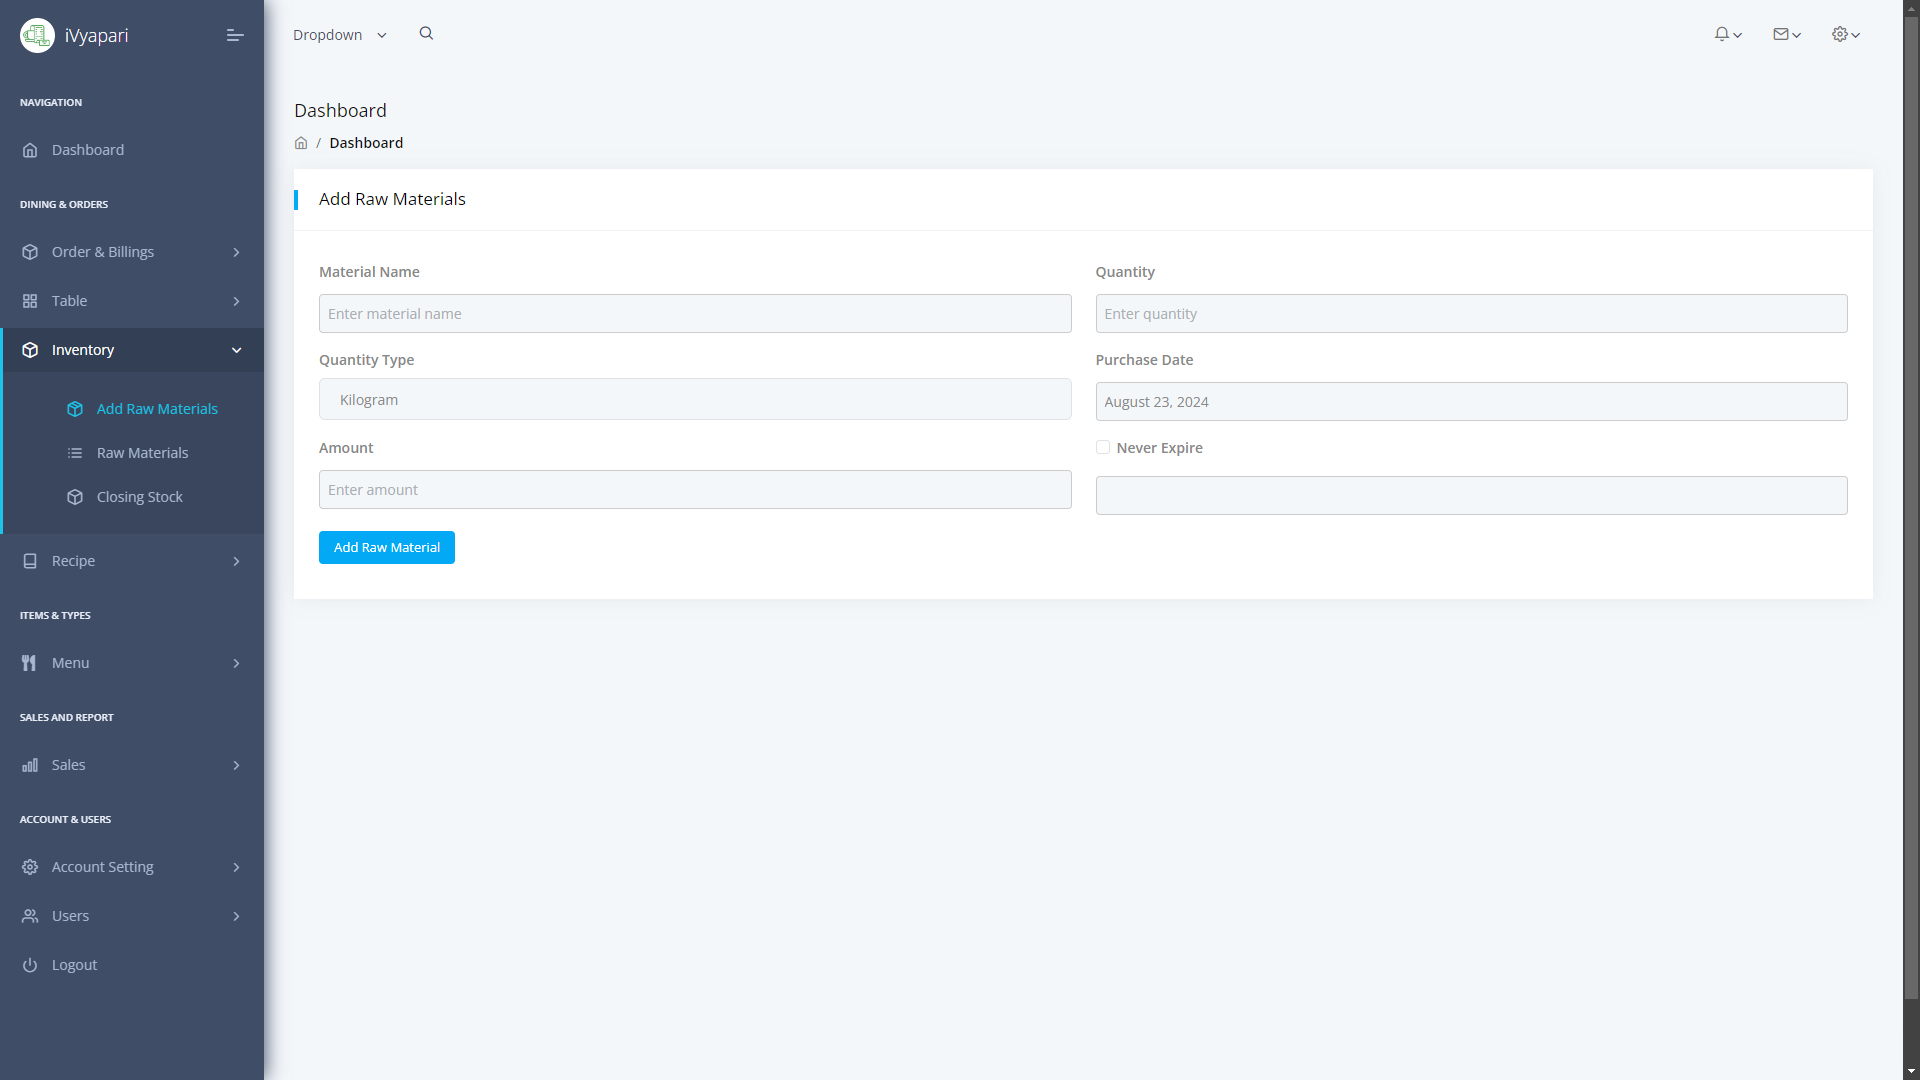 iVyapari
NAVIGATION
Dashboard
DINING & ORDERS
Order & Billings
Table
Inventory
Add Raw Materials
Raw Materials
Closing Stock
Recipe
ITEMS & TYPES
Menu
SALES AND REPORT
Sales
ACCOUNT & USERS
Account Setting
Users
Logout
Dropdown
Dashboard
/ Dashboard
Add Raw Materials
Material Name
Enter material name
Quantity
Enter quantity
Quantity Type
Kilogram
Purchase Date
August 23, 2024
Amount
Enter amount
Never Expire
Add Raw Material